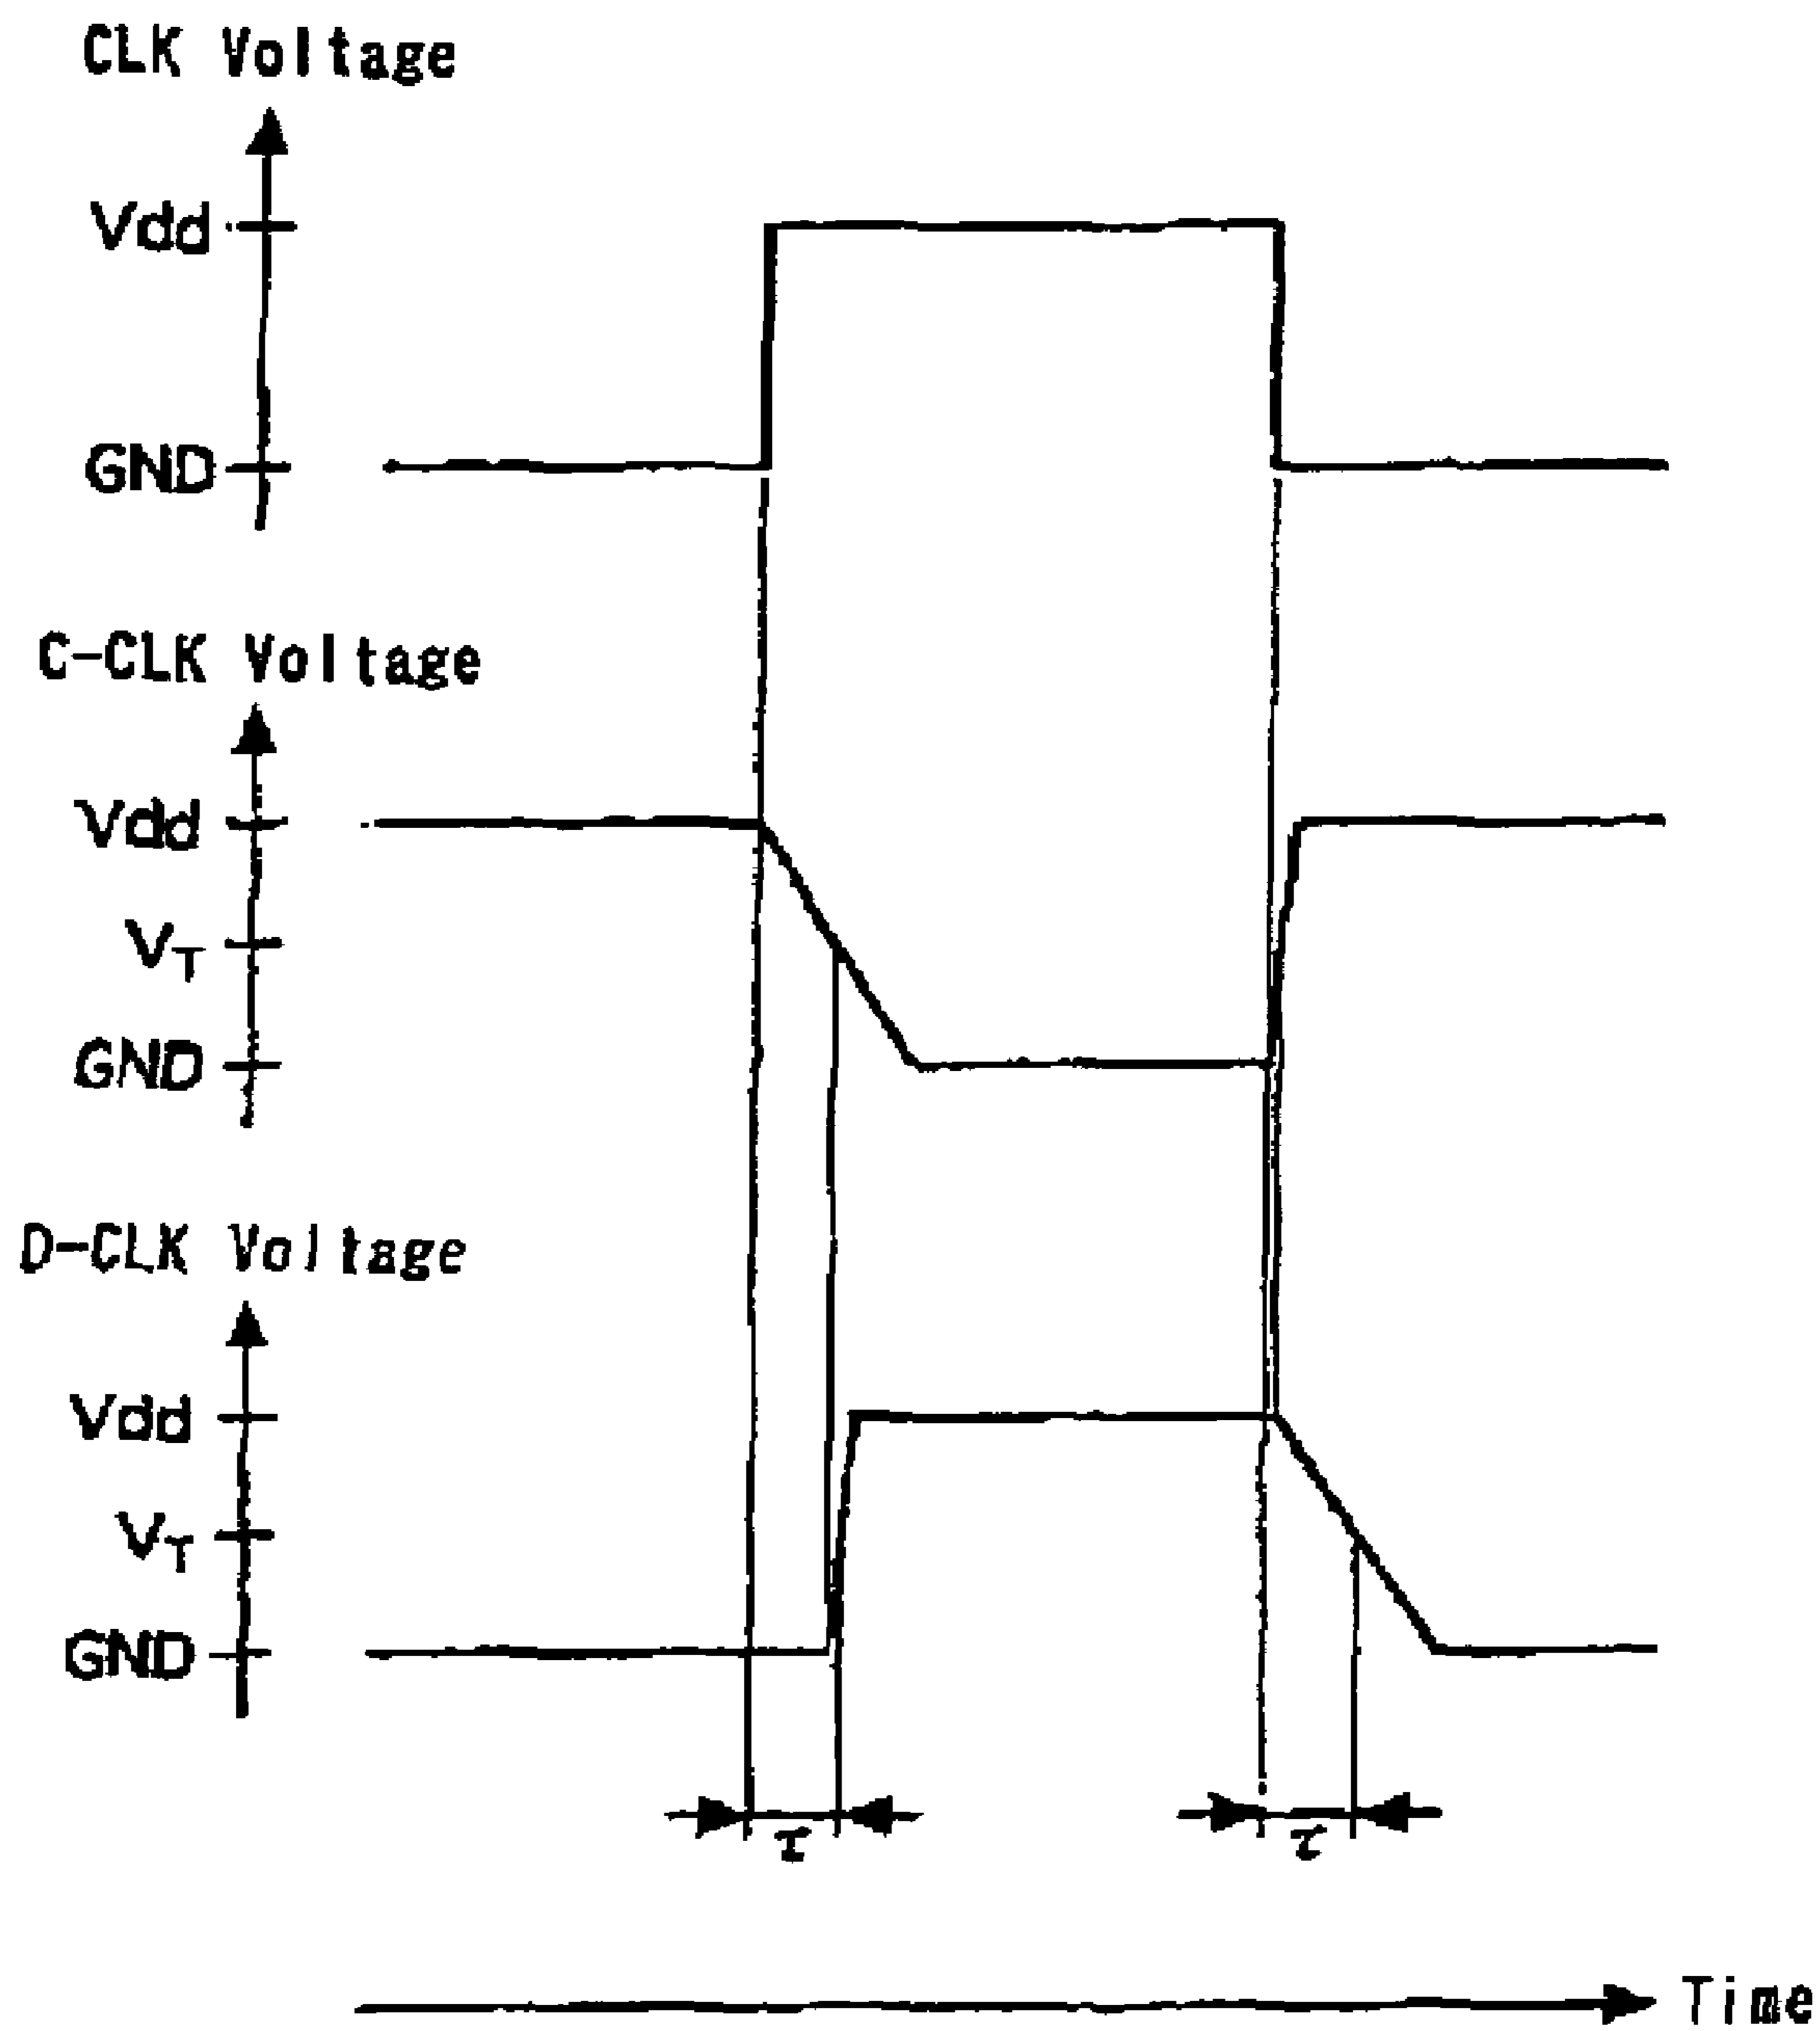 CLK Voltage
Vdd
GND
C-CLK Voltage
Vdd
VT
GND
D-CLK Voltage
Vdd
VT
GND
τ τ
Time